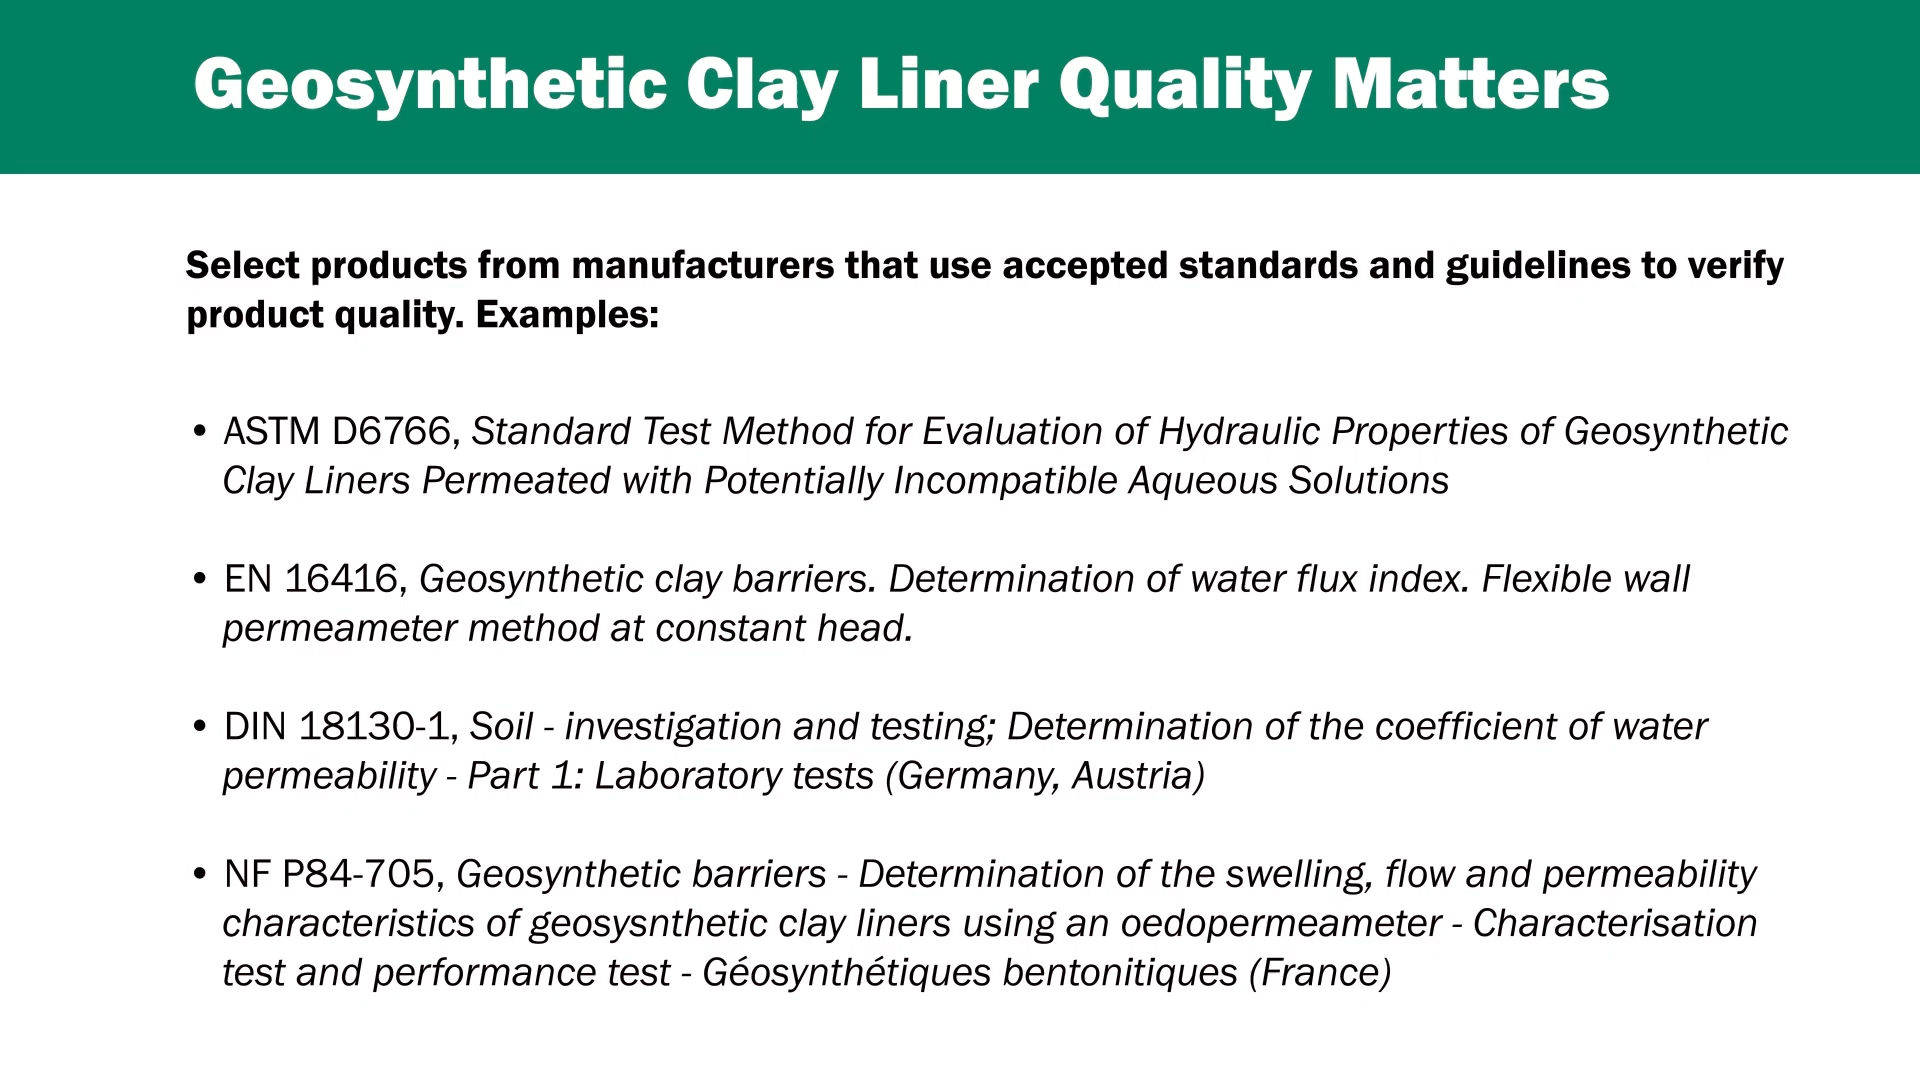 Geosynthetic Clay Liner Quality Matters
Select products from manufacturers that use accepted standards and guidelines to verify
product quality. Examples:
• ASTM D6766, Standard Test Method for Evaluation of Hydraulic Properties of Geosynthetic
Clay Liners Permeated with Potentially Incompatible Aqueous Solutions
• EN 16416, Geosynthetic clay barriers. Determination of water flux index. Flexible wall
permeameter method at constant head.
• DIN 18130-1, Soil - investigation and testing; Determination of the coefficient of water
permeability - Part 1: Laboratory tests (Germany, Austria)
• NF P84-705, Geosynthetic barriers - Determination of the swelling, flow and permeability
characteristics of geosysnthetic clay liners using an oedopermeameter - Characterisation
test and performance test - Géosynthétiques bentonitiques (France)